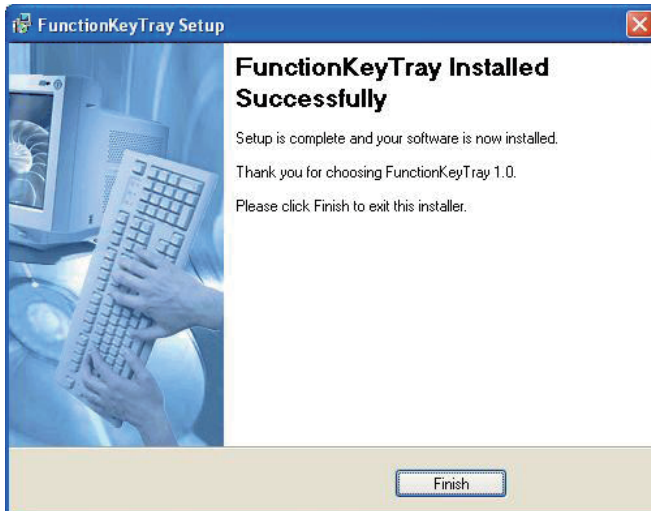 FunctionKeyTray Setup
FunctionKeyTray Installed
Successfully
Setup is complete and your software is now installed.
Thank you for choosing FunctionKeyTray 1.0.
Please click Finish to exit this installer.
Finish